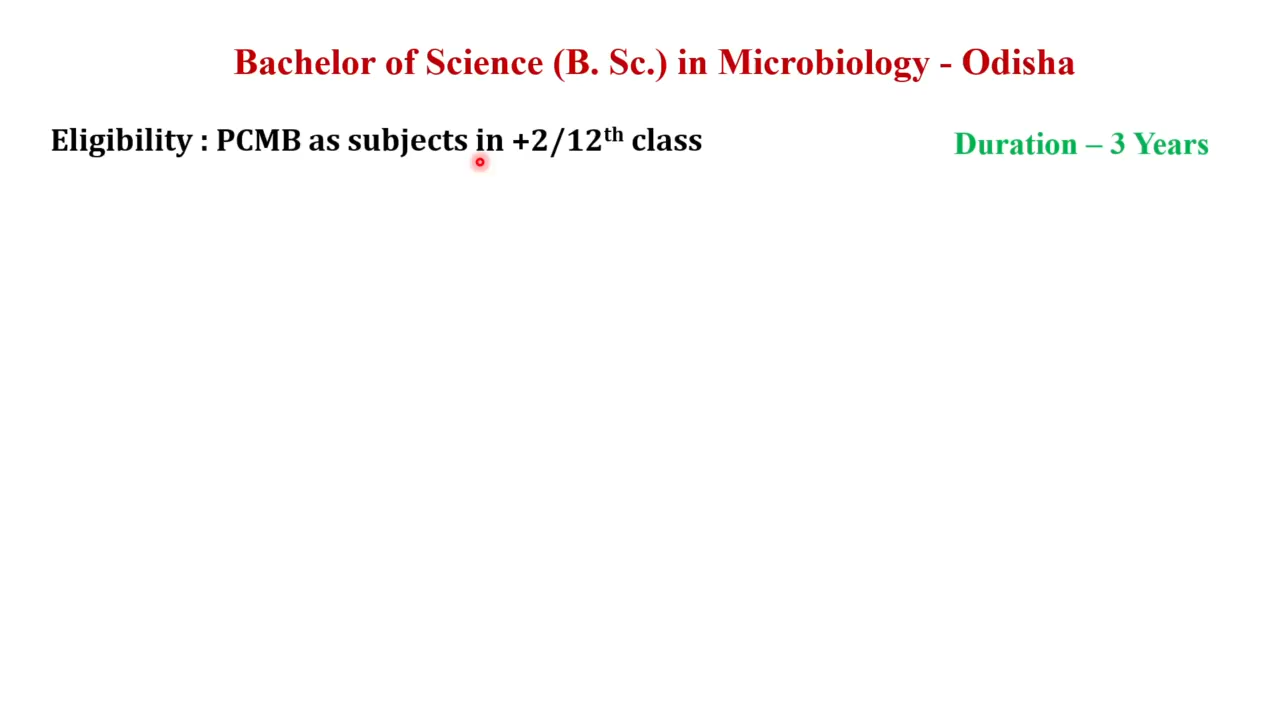 Bachelor of Science (B. Sc.) in Microbiology - Odisha
Eligibility : PCMB as subjects in +2/12th class
Duration – 3 Years